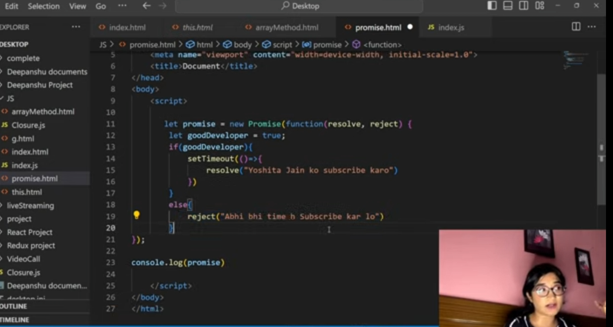 Edit Selection View Go ... Desktop
EXPLORER
index.html this.html arrayMethod.html promise.html index.js
DESKTOP
JS > promise.html > html > body > script > promise > <function>
complete
Deepanshu documents
Deepanshu Project
JS
arrayMethod.html
Closure.js
g.html
index.html
index.js
promise.html
this.html
liveStreaming
project
React Project
Redux project
VideoCall
Closure.js
Deepanshu docum...
OUTLINE
TIMELINE
5 <meta name="viewport" content="width=device-width, initial-scale=1.0">
6 <title>Document</title>
7 </head>
8 <body>
9 <script>
10
11 let promise = new Promise(function(resolve, reject) {
12 let goodDeveloper = true;
13 if(goodDeveloper){
14 setTimeout(()=>{
15 resolve("Yoshita Jain ko subscribe karo")
16 })
17 }
18 else{
19 reject("Abhi bhi time h Subscribe kar lo")
20 }
21 });
22
23 console.log(promise)
24
25 </script>
26 </body>
27 </html>